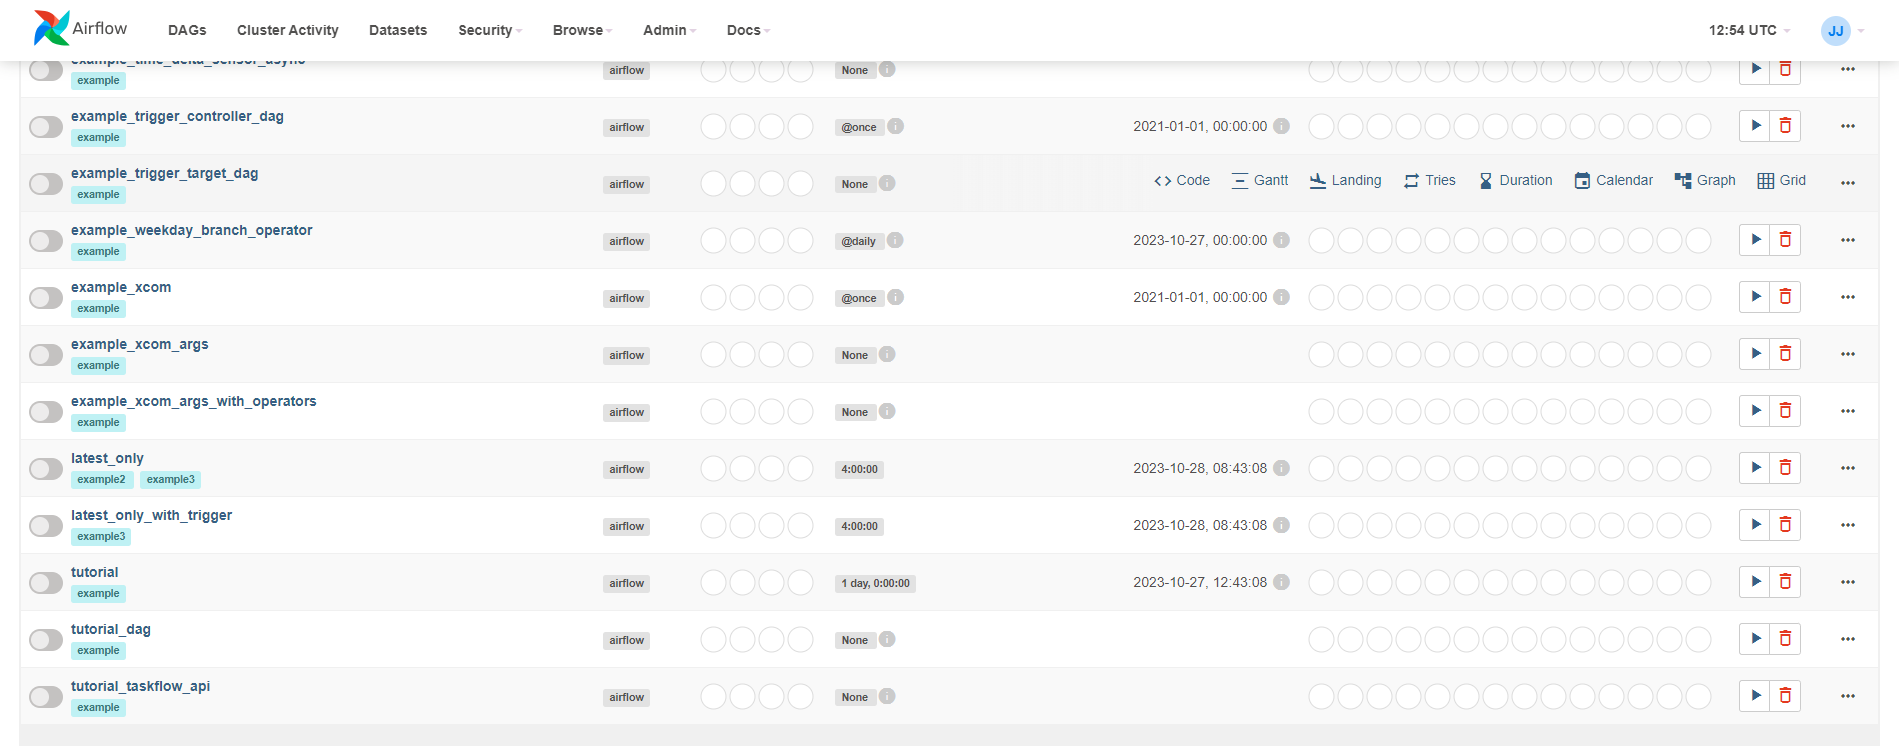 Airflow DAGs Cluster Activity Datasets Security Browse Admin Docs 12:54 UTC JJ
example_time_delta_sensor_async
example airflow None
example_trigger_controller_dag
example airflow @once 2021-01-01, 00:00:00
example_trigger_target_dag
example airflow None Code Gantt Landing Tries Duration Calendar Graph Grid
example_weekday_branch_operator
example airflow @daily 2023-10-27, 00:00:00
example_xcom
example airflow @once 2021-01-01, 00:00:00
example_xcom_args
example airflow None
example_xcom_args_with_operators
example airflow None
latest_only
example2 example3 airflow 4:00:00 2023-10-28, 08:43:08
latest_only_with_trigger
example3 airflow 4:00:00 2023-10-28, 08:43:08
tutorial
example airflow 1 day, 0:00:00 2023-10-27, 12:43:08
tutorial_dag
example airflow None
tutorial_taskflow_api
example airflow None